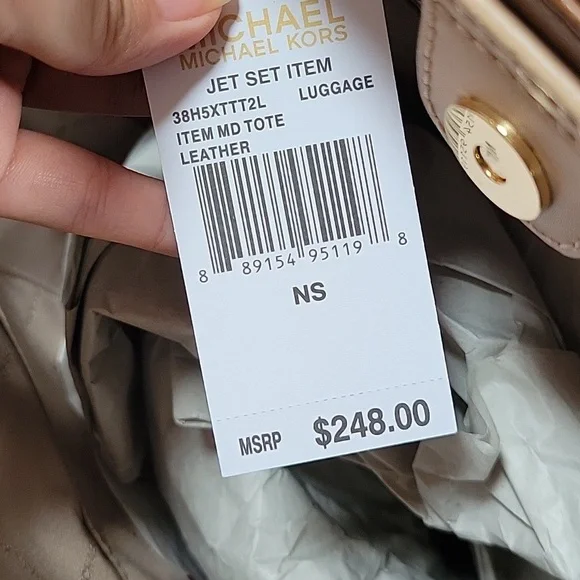 MICHAEL
MICHAEL KORS
JET SET ITEM
38H5XTTT2L LUGGAGE
ITEM MD TOTE
LEATHER
8 89154 95119 8
NS
MSRP $248.00